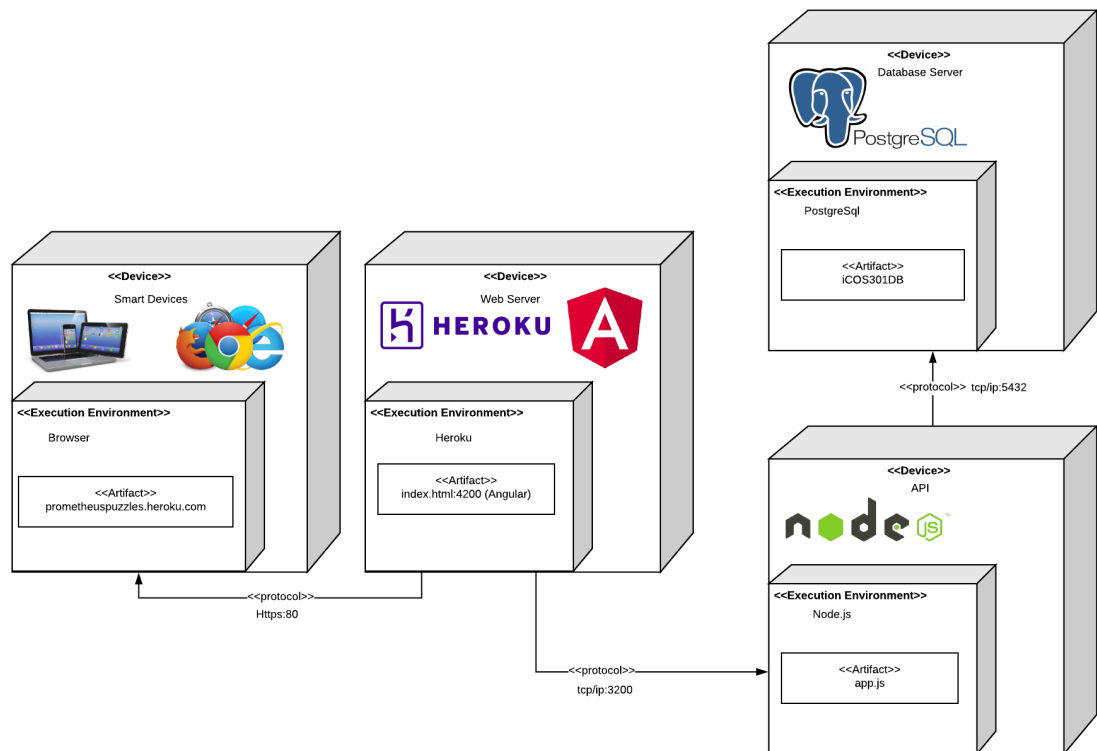 <<Device>>
Smart Devices
<<Execution Environment>>
Browser
<<Artifact>>
prometheuspuzzles.heroku.com
<<Device>>
Web Server
HEROKU
A
<<Execution Environment>>
Heroku
<<Artifact>>
index.html:4200 (Angular)
<<protocol>>
Https:80
<<protocol>>
tcp/ip:3200
<<Device>>
Database Server
PostgreSQL
<<Execution Environment>>
PostgreSql
<<Artifact>>
iCOS301DB
<<protocol>> tcp/ip:5432
<<Device>>
API
node JS™
<<Execution Environment>>
Node.js
<<Artifact>>
app.js